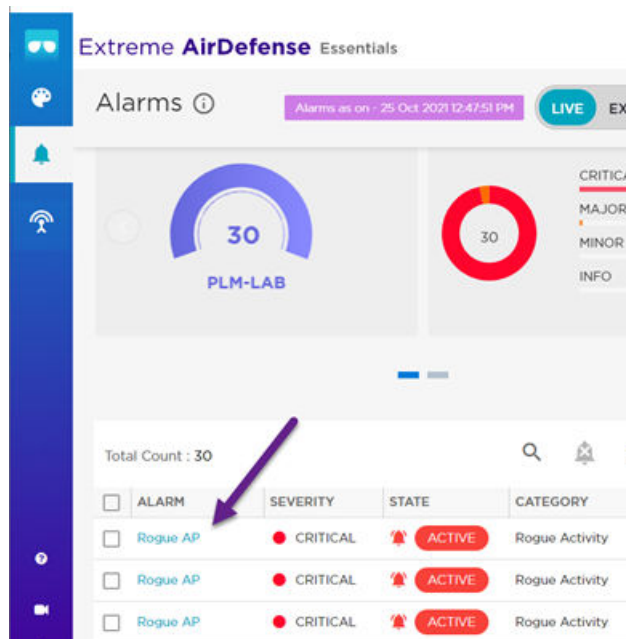 Extreme AirDefense Essentials
Alarms
Alarms as on - 25 Oct 2021 12:47:51 PM
LIVE EX
30
PLM-LAB
30
CRITICA
MAJOR
MINOR
INFO
Total Count : 30
ALARM SEVERITY STATE CATEGORY
Rogue AP CRITICAL ACTIVE Rogue Activity
Rogue AP CRITICAL ACTIVE Rogue Activity
Rogue AP CRITICAL ACTIVE Rogue Activity